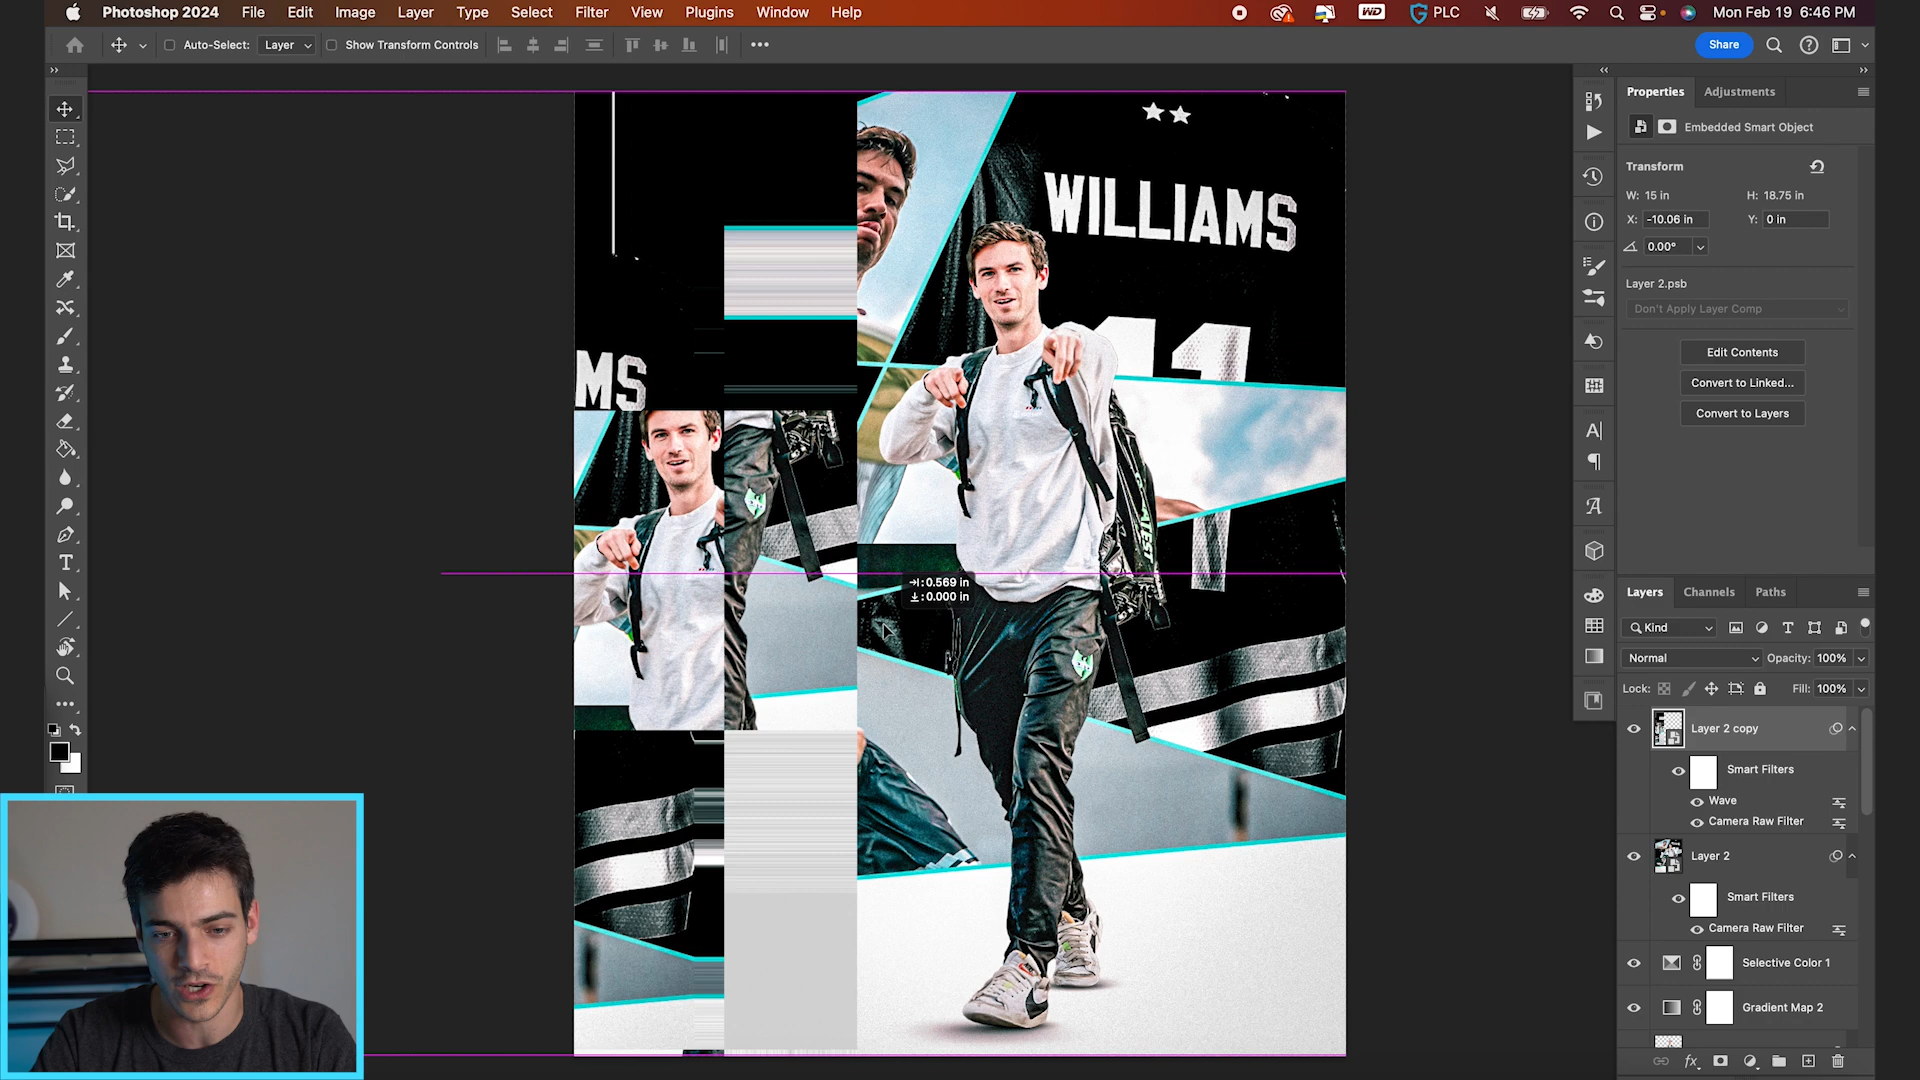 Photoshop 2024 File Edit Image Layer Type Select Filter View Plugins Window Help
WD PLC Mon Feb 19 6:46 PM
Auto-Select: Layer Show Transform Controls
Share
Properties Adjustments
Embedded Smart Object
Transform
W: 15 in H: 18.75 in
X: -10.06 in Y: 0 in
0.00°
Layer 2.psb
Don't Apply Layer Comp
Edit Contents
Convert to Linked...
Convert to Layers
WILLIAMS
11
MS
1
: 0.569 in
: 0.000 in
Layers Channels Paths
Kind
Normal Opacity: 100%
Lock: Fill: 100%
Layer 2 copy
Smart Filters
Wave
Camera Raw Filter
Layer 2
Smart Filters
Camera Raw Filter
Selective Color 1
Gradient Map 2
fx